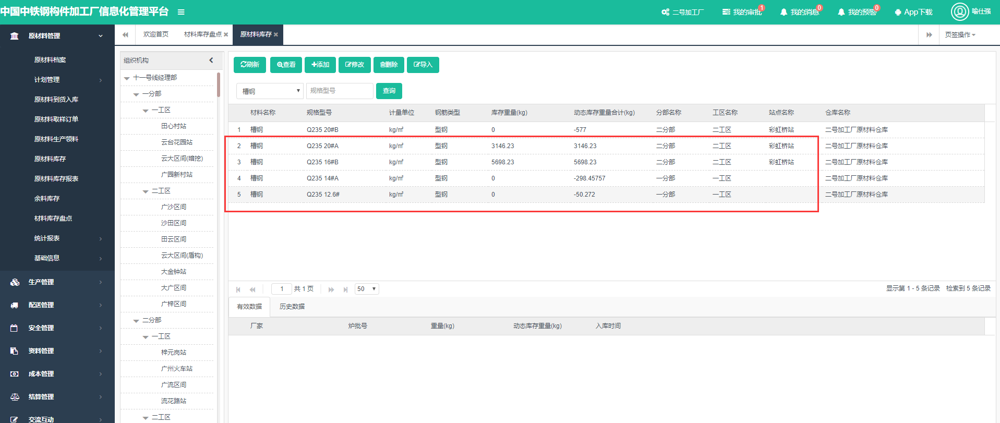 中国中铁钢构件加工厂信息化管理平台
二号加工厂 我的审批 1 我的消息 0 我的预警 0 App下载 喻仕强
原材料管理
原材料档案
计划管理
原材料到货入库
原材料取样订单
原材料生产领料
原材料库存
原材料库存报表
余料库存
材料库存盘点
统计报表
基础信息
生产管理
配送管理
安全管理
资料管理
成本管理
结算管理
交流互动
欢迎首页 材料库存盘点 原材料库存 页签操作
组织机构
十一号线经理部
一分部
一工区
田心村站
云台花园站
云大区间(暗挖)
广园新村站
二工区
广沙区间
沙田区间
田云区间
云大区间(盾构)
大金钟站
大广区间
广梓区间
二分部
一工区
梓元岗站
广州火车站
广流区间
流花路站
二工区
刷新 查看 添加 修改 删除 导入
槽钢 规格型号 查询
材料名称 规格型号 计量单位 钢筋类型 库存重量(kg) 动态库存重量合计(kg) 分部名称 工区名称 站点名称 仓库名称
1 槽钢 Q235 20#B kg/㎡ 型钢 0 -577 二分部 二工区 彩虹桥站 二号加工厂原材料仓库
2 槽钢 Q235 20#A kg/㎡ 型钢 3146.23 3146.23 二分部 二工区 彩虹桥站 二号加工厂原材料仓库
3 槽钢 Q235 16#B kg/㎡ 型钢 5698.23 5698.23 二分部 二工区 彩虹桥站 二号加工厂原材料仓库
4 槽钢 Q235 14#A kg/㎡ 型钢 0 -298.45757 一分部 一工区 二号加工厂原材料仓库
5 槽钢 Q235 12.6# kg/㎡ 型钢 0 -50.272 一分部 一工区 二号加工厂原材料仓库
1 共 1 页 50 显示第 1 - 5 条记录 检索到 5 条记录
有效数据 历史数据
厂家 炉批号 重量(kg) 动态库存重量(kg) 入库时间